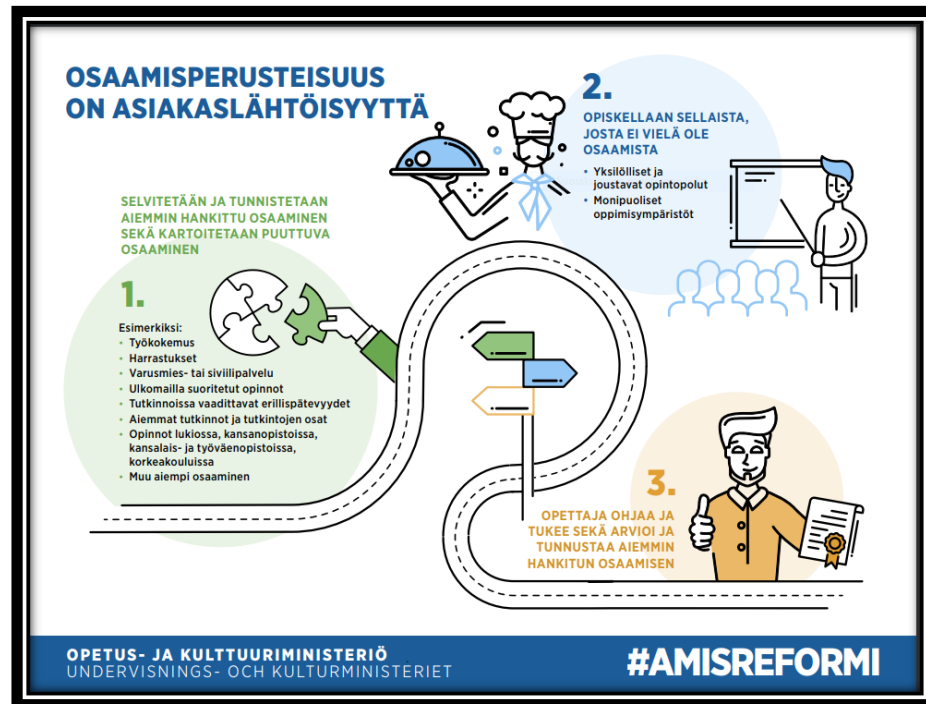 OSAAMISPERUSTEISUUS
ON ASIAKASLÄHTÖISYYTTÄ
SELVITETÄÄN JA TUNNISTETAAN
AIEMMIN HANKITTU OSAAMINEN
SEKÄ KARTOITETAAN PUUTTUVA
OSAAMINEN
1.
Esimerkiksi:
• Työkokemus
• Harrastukset
• Varusmies- tai siviilipalvelu
• Ulkomailla suoritetut opinnot
• Tutkinnoissa vaadittavat erillispätevyydet
• Aiemmat tutkinnot ja tutkintojen osat
• Opinnot lukiossa, kansanopistoissa,
kansalais- ja työväenopistoissa,
korkeakouluissa
• Muu aiempi osaaminen
2.
OPISKELLAAN SELLAISTA,
JOSTA EI VIELÄ OLE
OSAAMISTA
• Yksilölliset ja
joustavat opintopolut
• Monipuoliset
oppimisympäristöt
3.
OPETTAJA OHJAA JA
TUKEE SEKÄ ARVIOI JA
TUNNUSTAA AIEMMIN
HANKITUN OSAAMISEN
OPETUS- JA KULTTUURIMINISTERIÖ
UNDERVISNINGS- OCH KULTURMINISTERIET
#AMISREFORMI